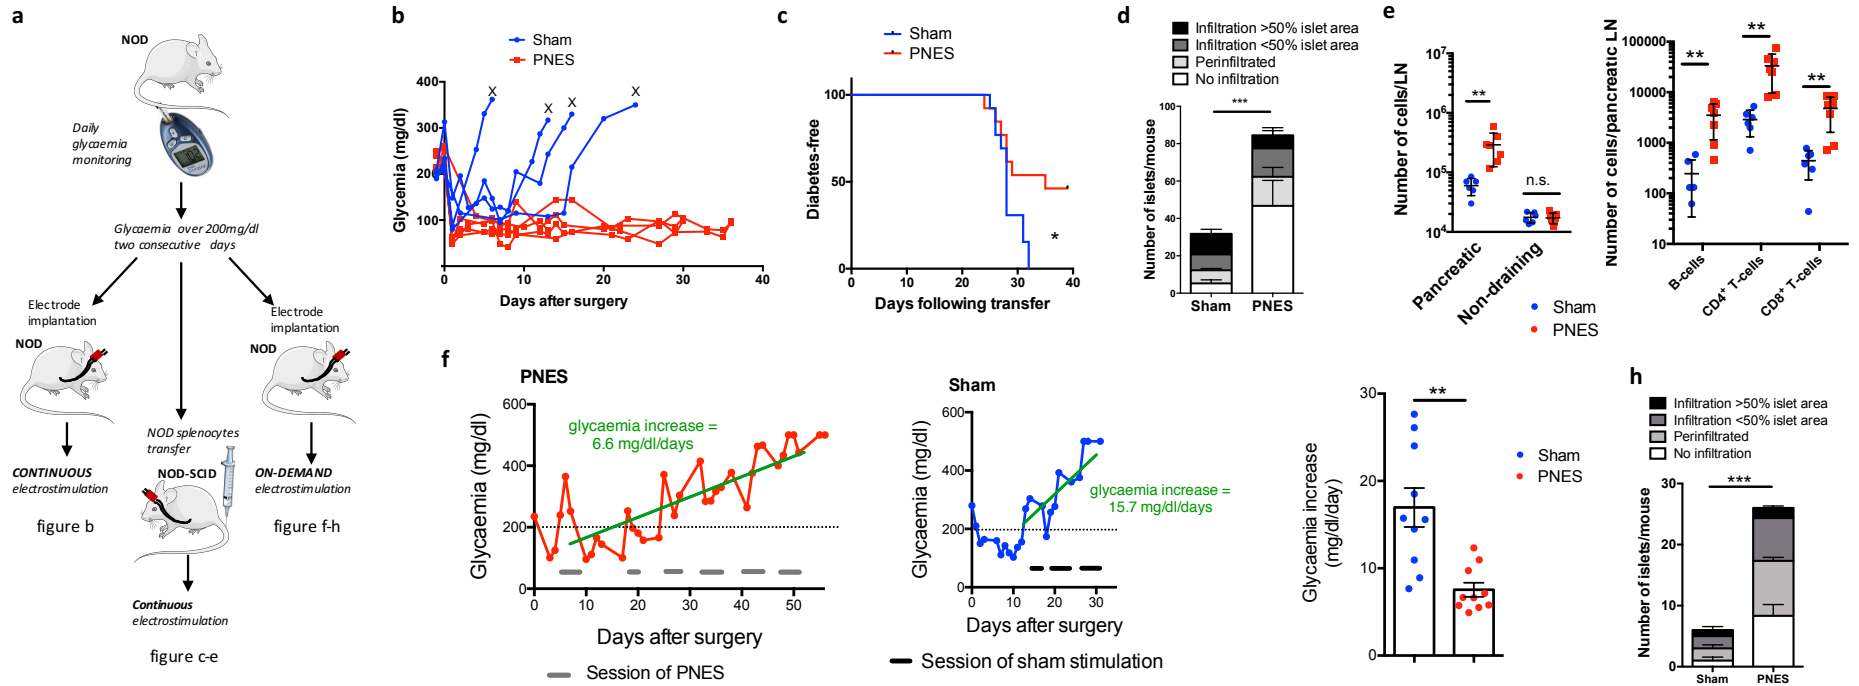 a
NOD
Daily
glycaemia
monitoring
Glycaemia over 200mg/dl
two consecutive days
Electrode
implantation
NOD
CONTINUOUS
electrostimulation
figure b
NOD splenocytes
transfer
NOD-SCID
Continuous
electrostimulation
figure c-e
Electrode
implantation
NOD
ON-DEMAND
electrostimulation
figure f-h
b
Sham
PNES
Glycemia (mg/dl)
400
300
200
100
X X X X
0 10 20 30 40
Days after surgery
c
Sham
PNES
Diabetes-free
100
50
0
*
0 10 20 30 40
Days following transfer
d
Infiltration >50% islet area
Infiltration <50% islet area
Perinfiltrated
No infiltration
Number of islets/mouse
100
80
60
40
20
0
***
Sham PNES
e
Number of cells/LN
10⁷
10⁶
10⁵
10⁴
**
n.s.
Pancreatic
Non-draining
Number of cells/pancreatic LN
100000
10000
1000
100
10
**
**
**
B-cells
CD4⁺ T-cells
CD8⁺ T-cells
Sham
PNES
f
PNES
Glycaemia (mg/dl)
600
400
200
0
glycaemia increase =
6.6 mg/dl/days
0 10 20 30 40 50
Days after surgery
Session of PNES
Sham
Glycaemia (mg/dl)
600
400
200
0
glycaemia increase =
15.7 mg/dl/days
0 10 20 30
Days after surgery
Session of sham stimulation
Glycaemia increase
(mg/dl/day)
30
20
10
0
**
Sham
PNES
h
Infiltration >50% islet area
Infiltration <50% islet area
Perinfiltrated
No infiltration
Number of islets/mouse
30
20
10
0
***
Sham PNES